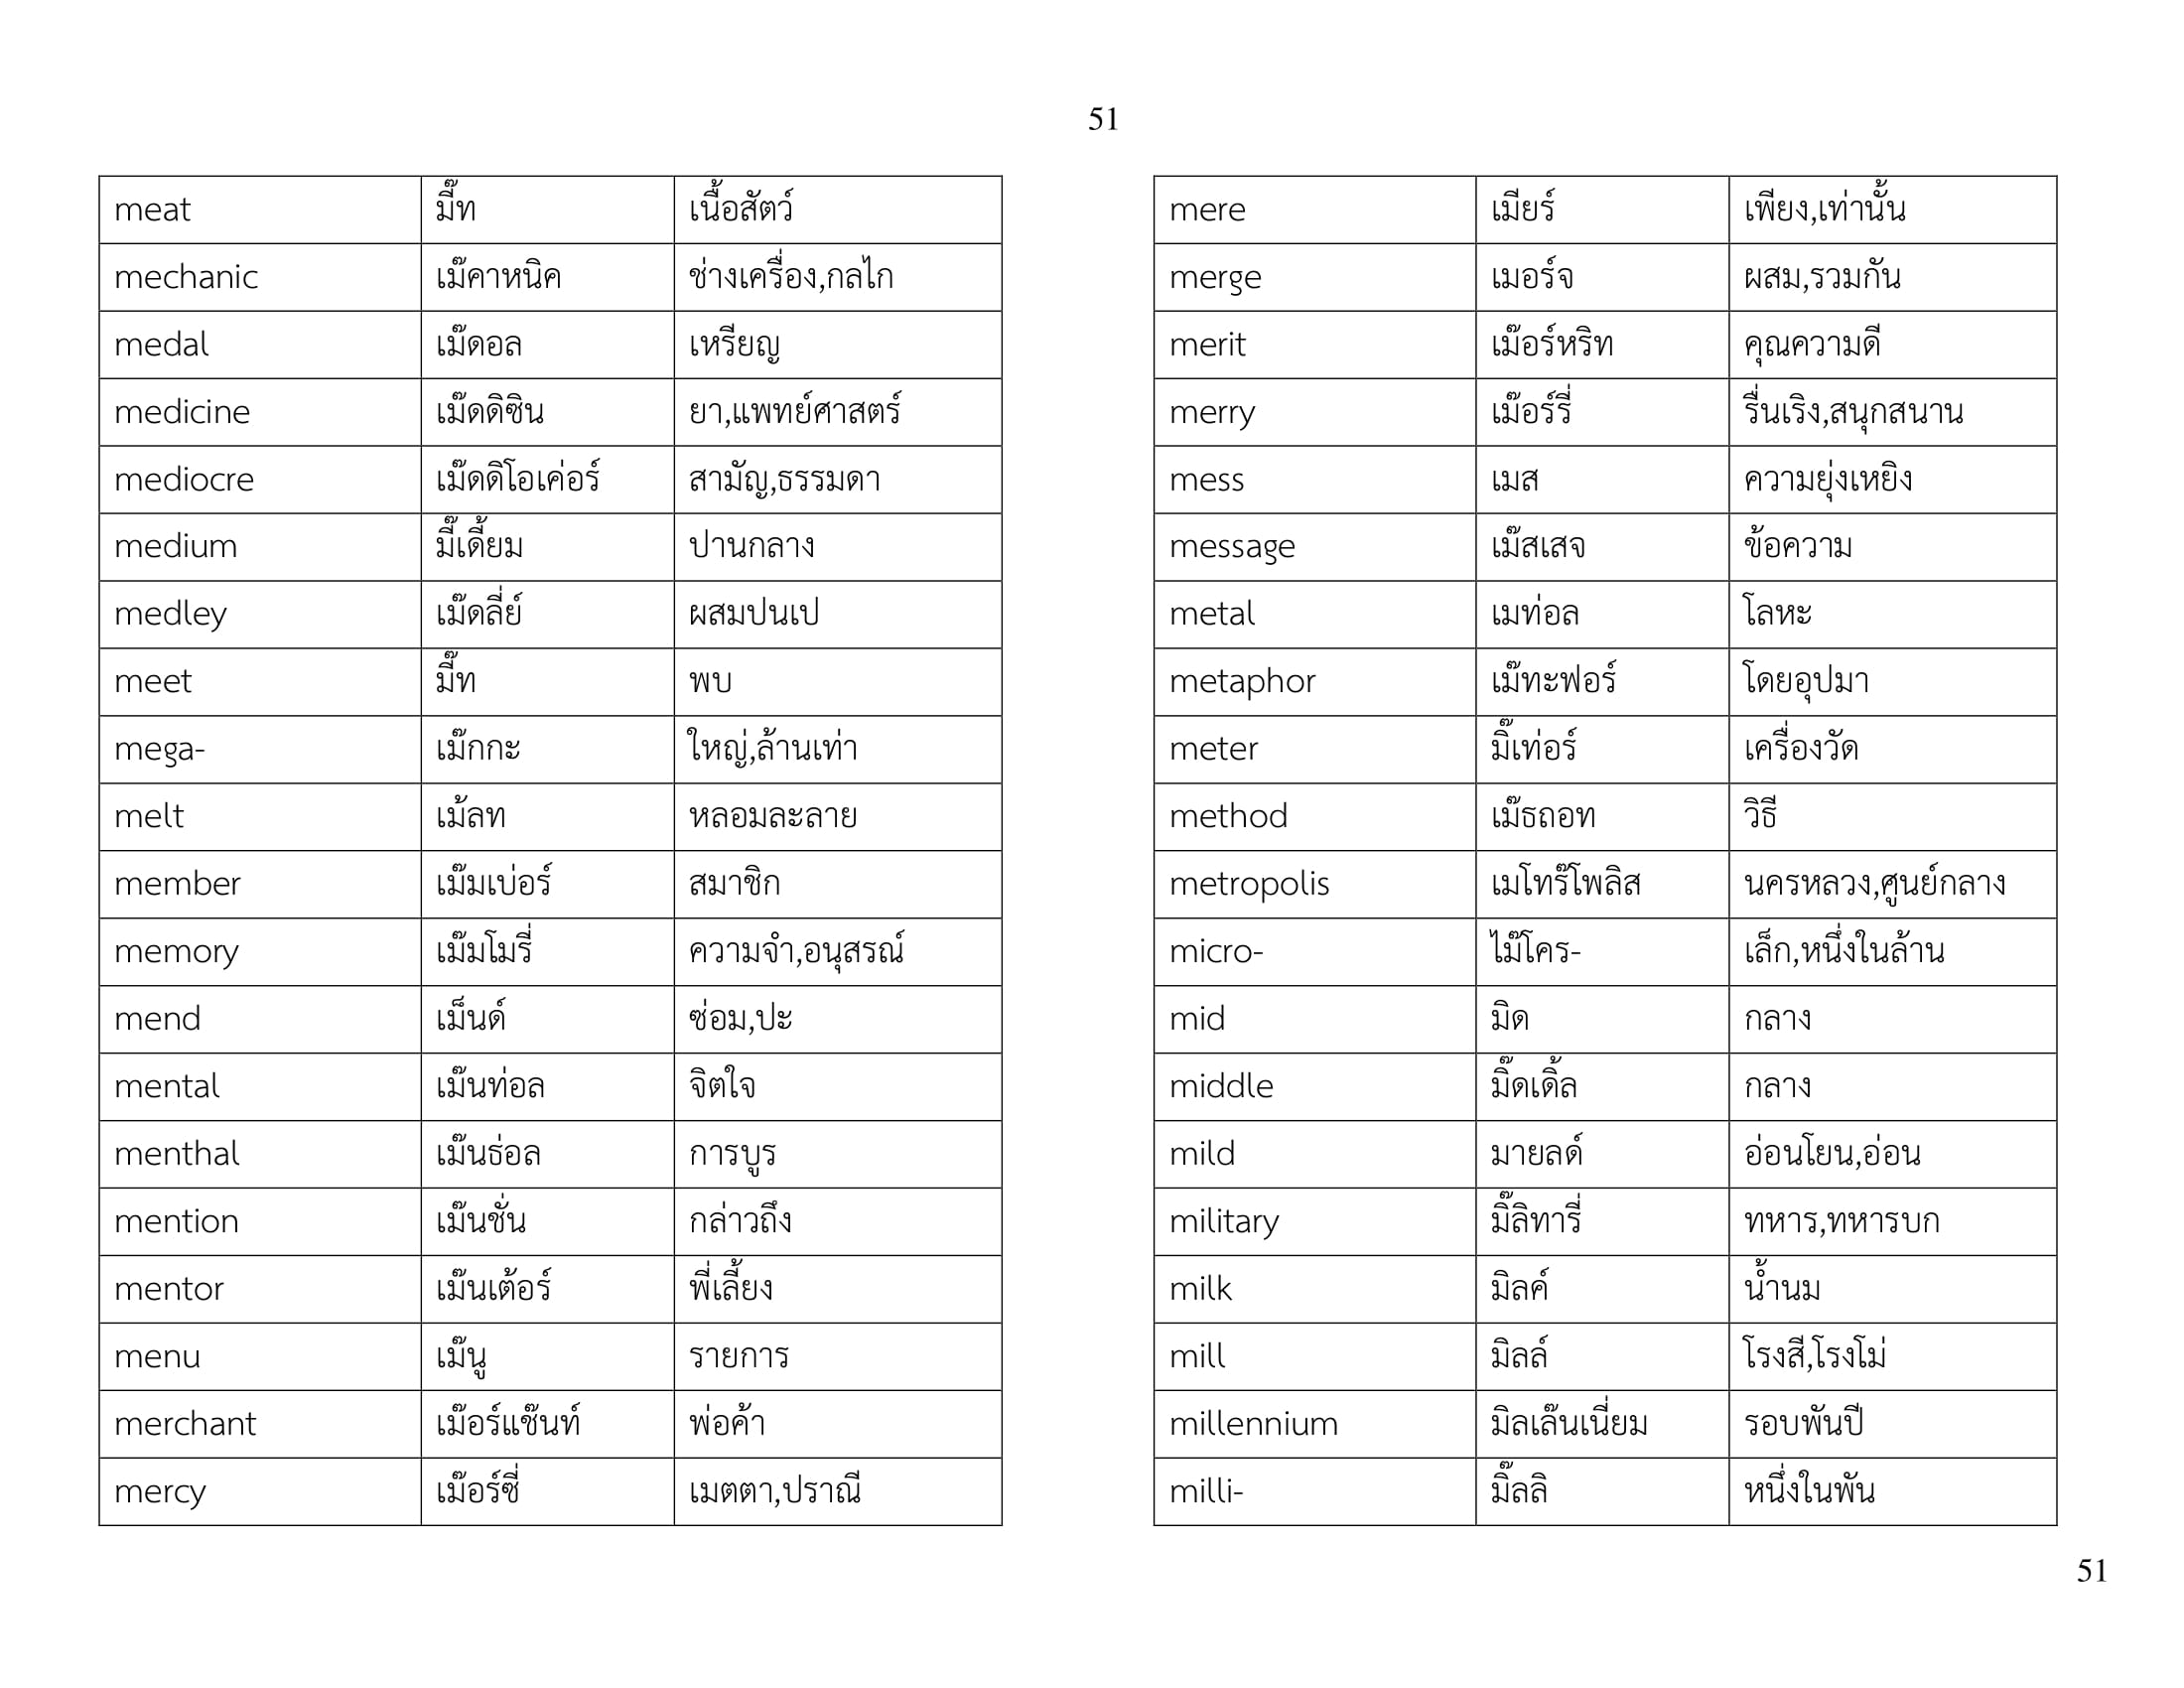 51
meat มี๊ท เนื้อสัตว์
mechanic เม๊คาหนิค ช่างเครื่อง,กลไก
medal เม๊ดอล เหรียญ
medicine เม๊ดดิซิน ยา,แพทย์ศาสตร์
mediocre เม๊ดดิโอเค่อร์ สามัญ,ธรรมดา
medium มี๊เดี้ยม ปานกลาง
medley เม๊ดลี่ย์ ผสมปนเป
meet มี๊ท พบ
mega- เม๊กกะ ใหญ่,ล้านเท่า
melt เม้ลท หลอมละลาย
member เม๊มเบ่อร์ สมาชิก
memory เม๊มโมรี่ ความจำ,อนุสรณ์
mend เม็นด์ ซ่อม,ปะ
mental เม๊นท่อล จิตใจ
menthal เม๊นธ่อล การบูร
mention เม๊นชั่น กล่าวถึง
mentor เม๊นเต้อร์ พี่เลี้ยง
menu เม๊นู รายการ
merchant เม๊อร์แช๊นท์ พ่อค้า
mercy เม๊อร์ซี่ เมตตา,ปราณี
mere เมียร์ เพียง,เท่านั้น
merge เมอร์จ ผสม,รวมกัน
merit เม๊อร์หริท คุณความดี
merry เม๊อร์รี่ รื่นเริง,สนุกสนาน
mess เมส ความยุ่งเหยิง
message เม๊สเสจ ข้อความ
metal เมท่อล โลหะ
metaphor เม๊ทะฟอร์ โดยอุปมา
meter มิ๊เท่อร์ เครื่องวัด
method เม๊ธถอท วิธี
metropolis เมโทร๊โพลิส นครหลวง,ศูนย์กลาง
micro- ไม๊โคร- เล็ก,หนึ่งในล้าน
mid มิด กลาง
middle มิ๊ดเดิ้ล กลาง
mild มายลด์ อ่อนโยน,อ่อน
military มิ๊ลิทารี่ ทหาร,ทหารบก
milk มิลค์ น้ำนม
mill มิลล์ โรงสี,โรงโม่
millennium มิลเล๊นเนี่ยม รอบพันปี
milli- มิ๊ลลิ หนึ่งในพัน
51